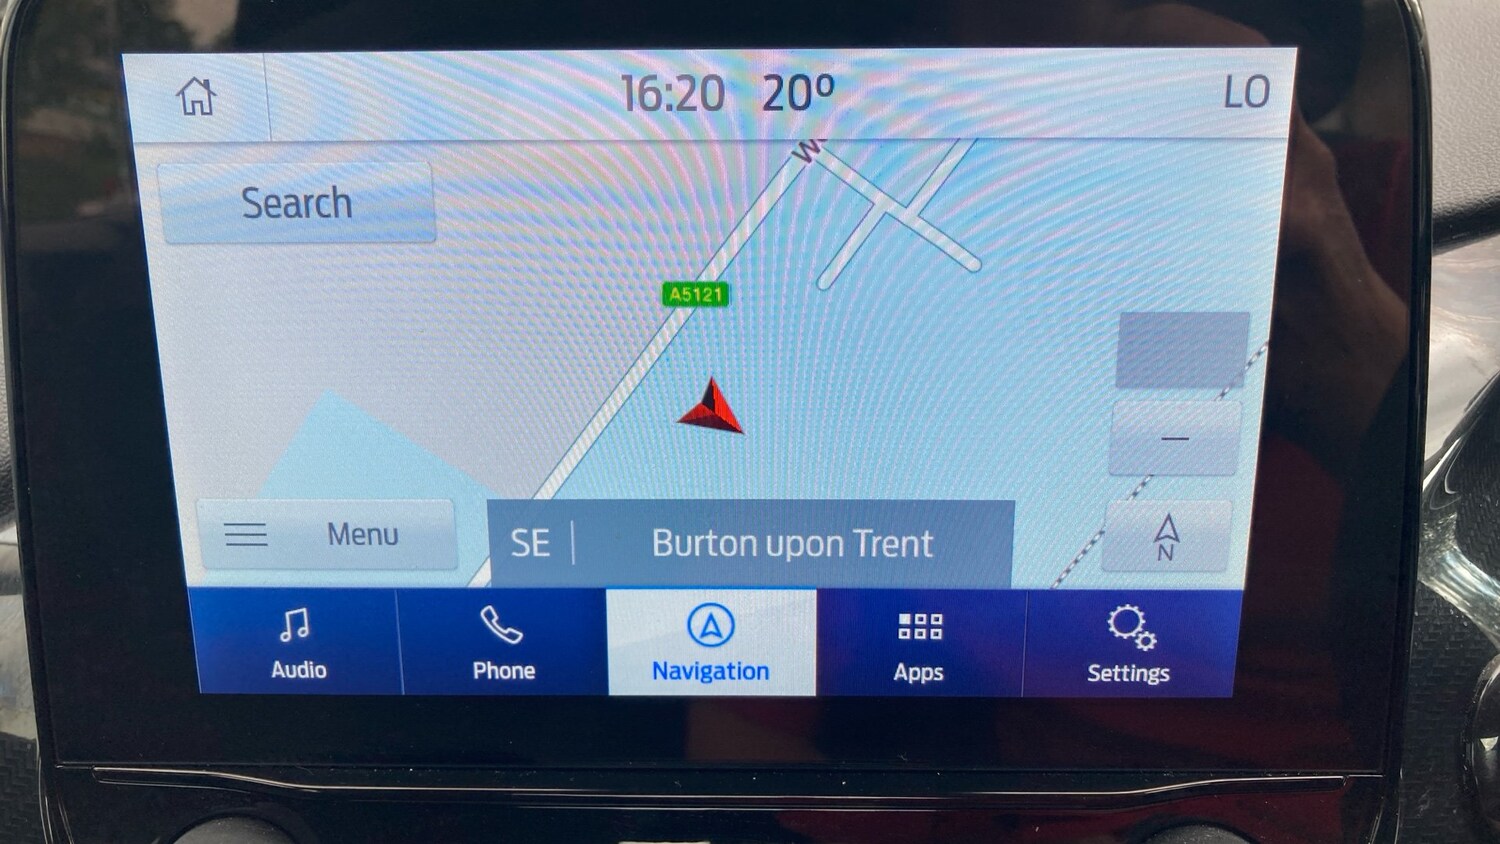 16:20 20º LO
Search
W
A5121
N
Menu
SE | Burton upon Trent
Audio Phone Navigation Apps Settings